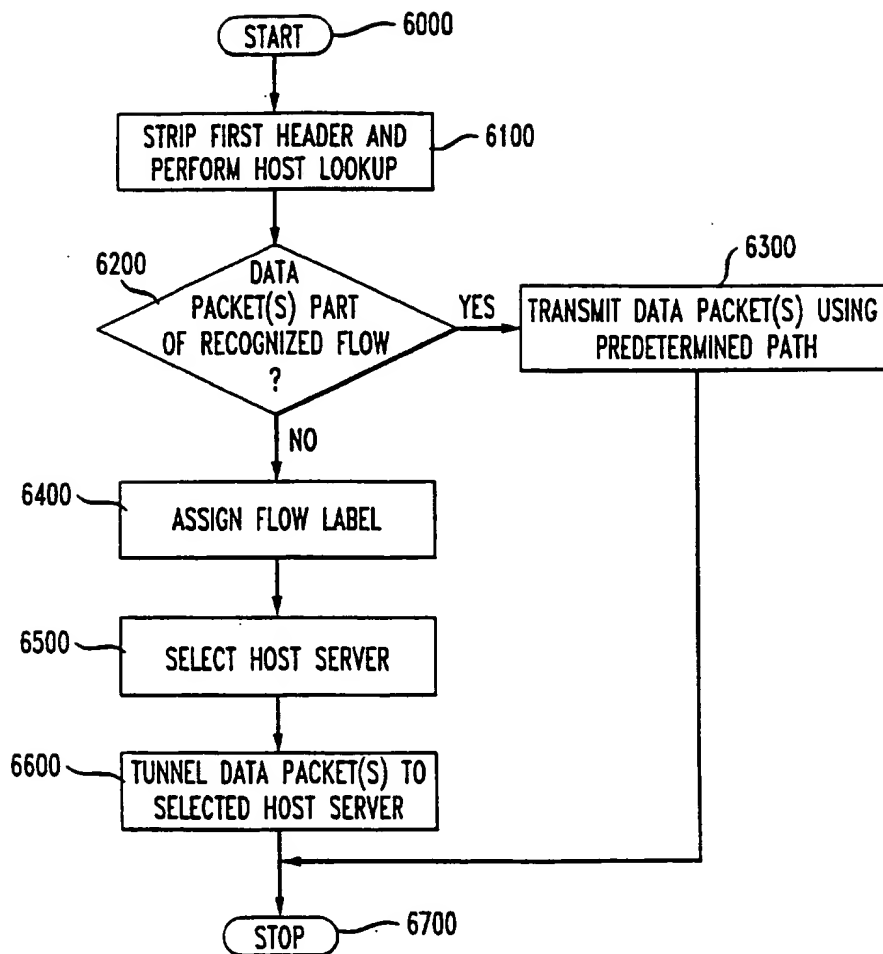 START
6000
STRIP FIRST HEADER AND
PERFORM HOST LOOKUP
6100
6200
DATA
PACKET(S) PART
OF RECOGNIZED FLOW
?
YES
6300
TRANSMIT DATA PACKET(S) USING
PREDETERMINED PATH
NO
6400
ASSIGN FLOW LABEL
6500
SELECT HOST SERVER
6600
TUNNEL DATA PACKET(S) TO
SELECTED HOST SERVER
STOP
6700